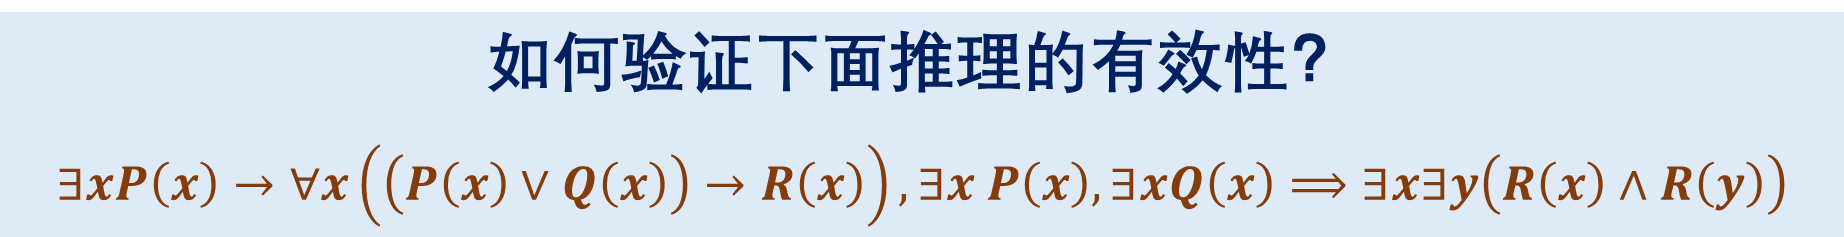 如何验证下面推理的有效性?
∃xP(x) → ∀x((P(x) ∨ Q(x)) → R(x)), ∃x P(x), ∃xQ(x) ⟹ ∃x∃y(R(x) ∧ R(y))